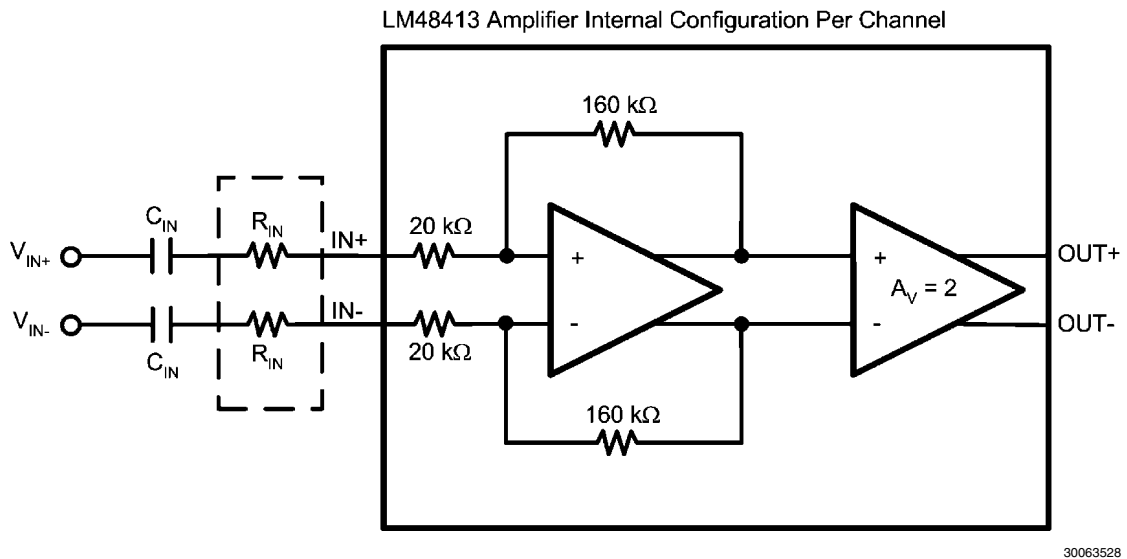 LM48413 Amplifier Internal Configuration Per Channel
160 kΩ
C_IN
R_IN
IN+
20 kΩ
V_IN+
+
+
OUT+
A_V = 2
V_IN-
IN-
-
-
OUT-
C_IN
R_IN
20 kΩ
160 kΩ
30063528